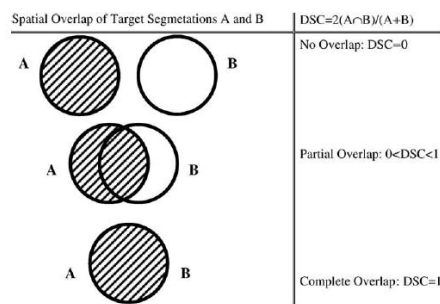 Spatial Overlap of Target Segmetations A and B
DSC=2(A∩B)/(A+B)
No Overlap: DSC=0
A
B
Partial Overlap: 0<DSC<1
A
B
A
B
Complete Overlap: DSC=1